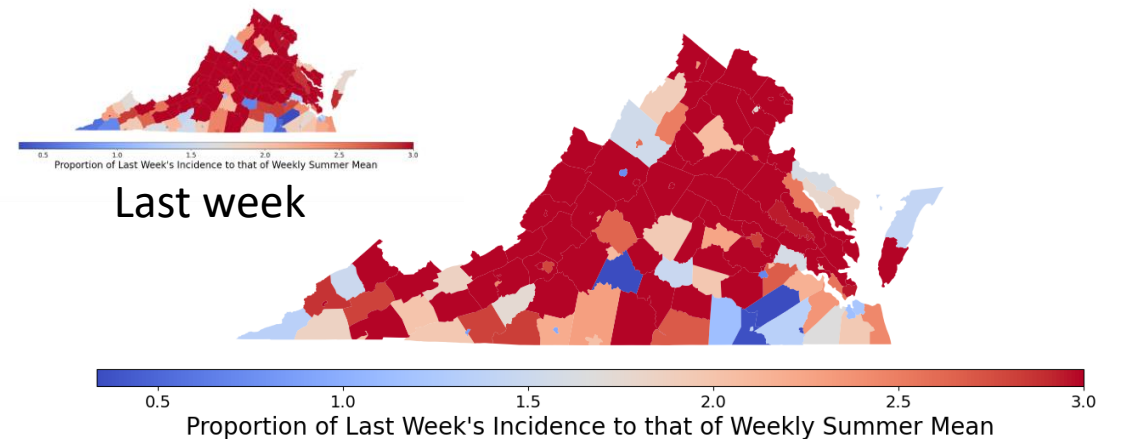 0.5 1.0 1.5 2.0 2.5 3.0
Proportion of Last Week's Incidence to that of Weekly Summer Mean
Last week
0.5 1.0 1.5 2.0 2.5 3.0
Proportion of Last Week's Incidence to that of Weekly Summer Mean